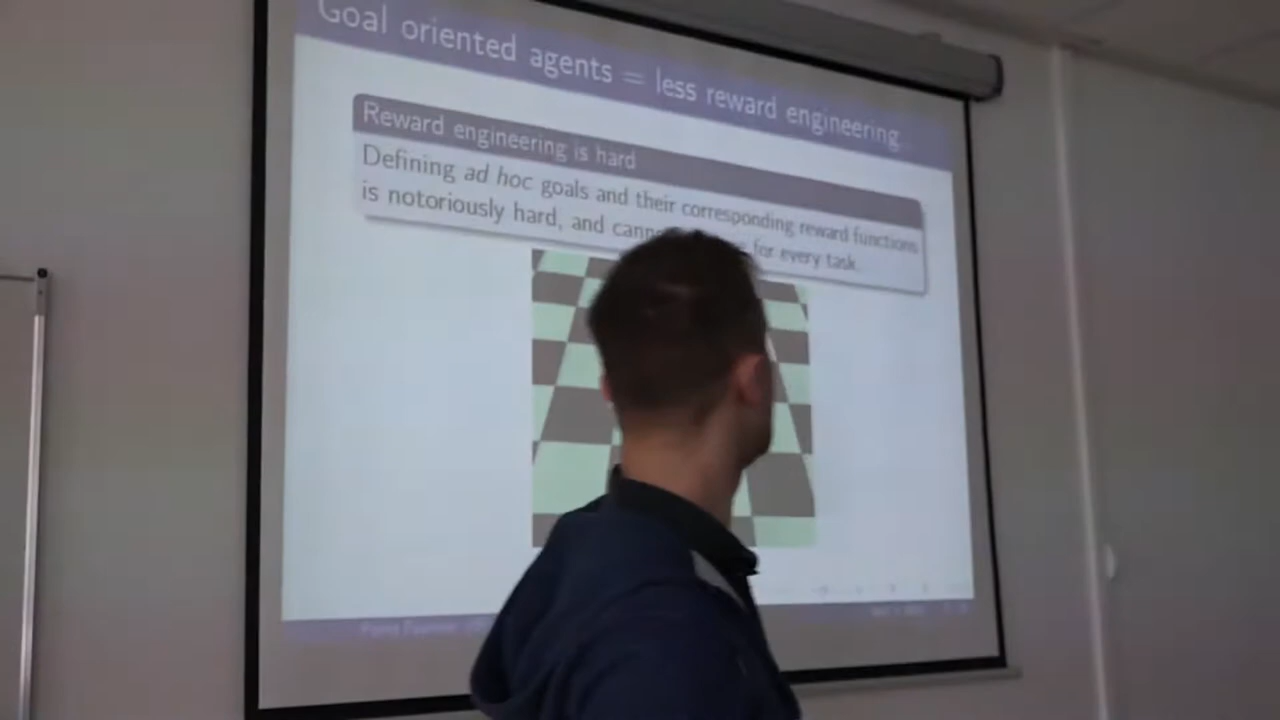 Goal oriented agents = less reward engineering
Reward engineering is hard
Defining ad hoc goals and their corresponding reward functions
is notoriously hard, and for every task.